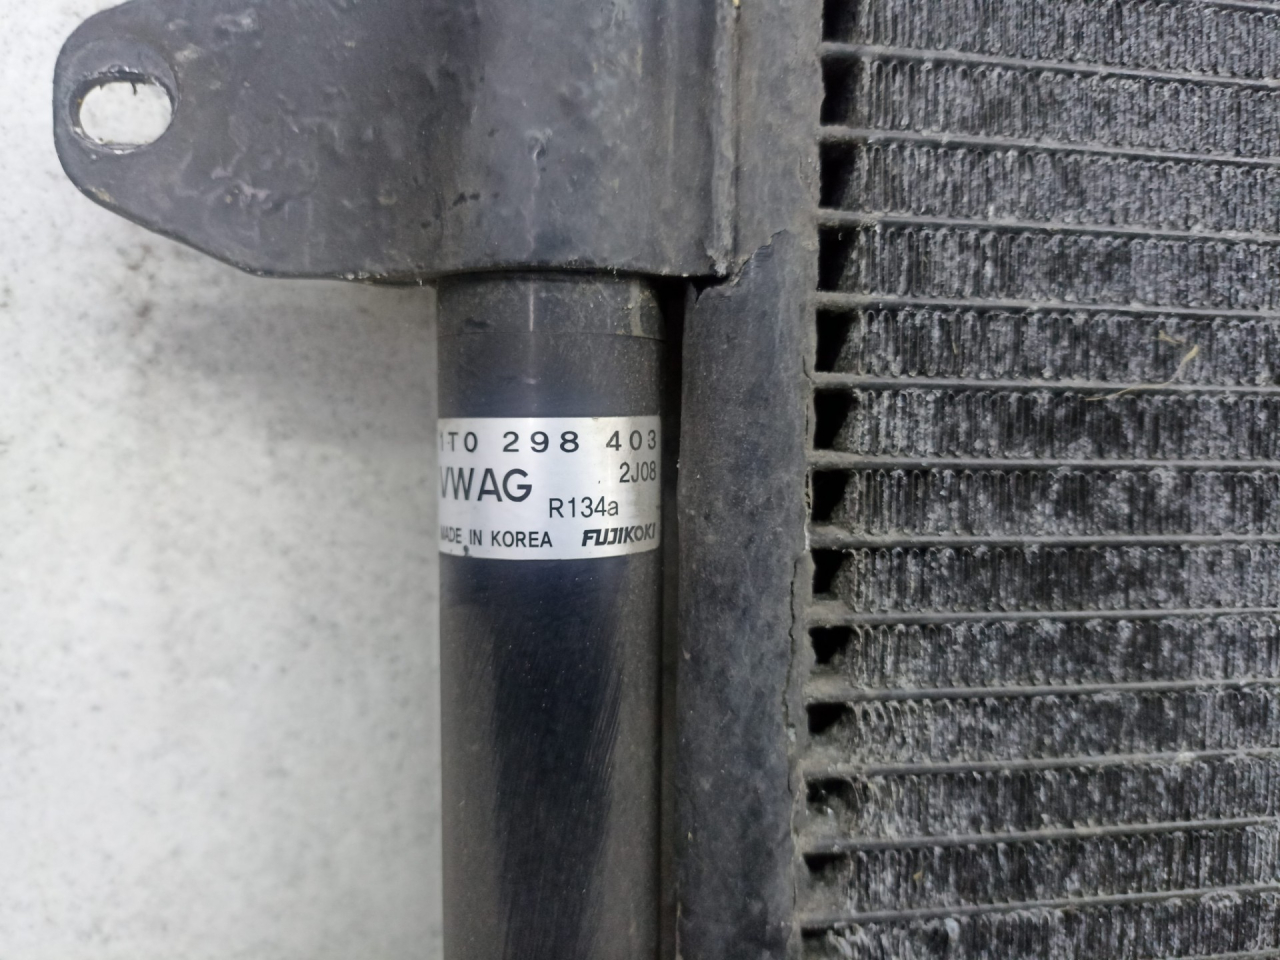 1T0 298 403
2J08
VWAG
R134a
MADE IN KOREA FUJIKOKI